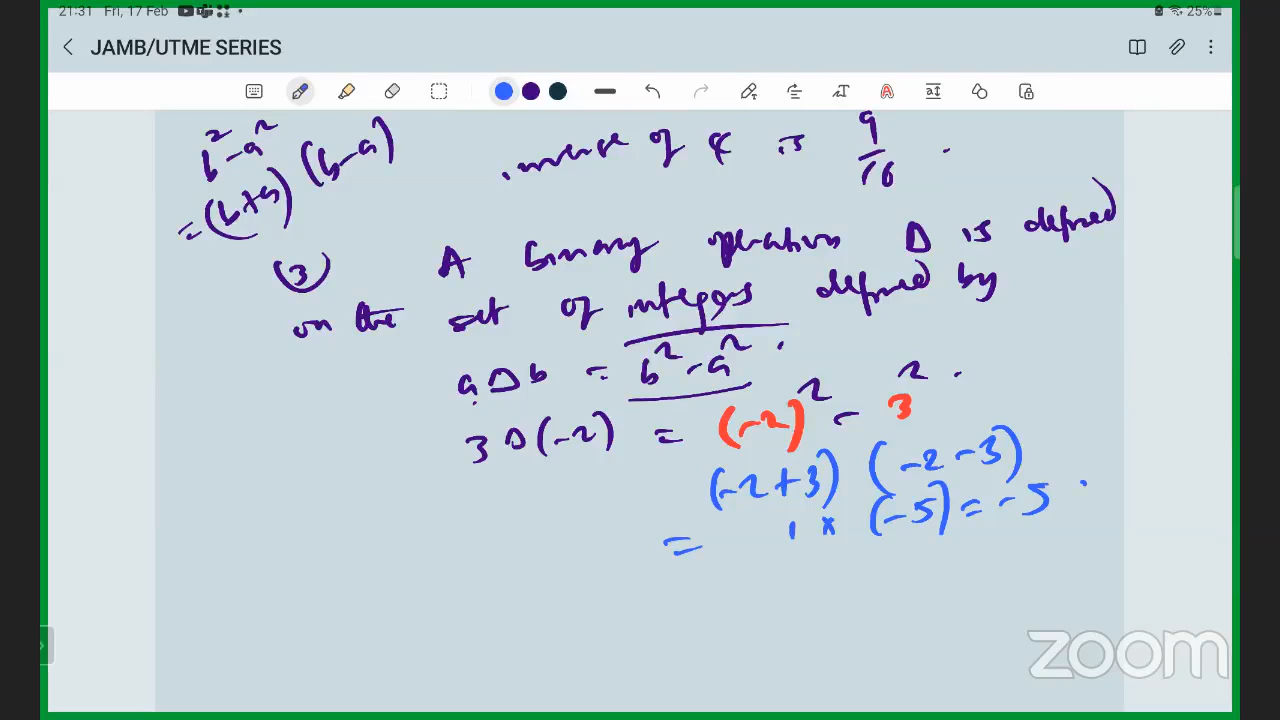 21:31 Fri, 17 Feb
25%
JAMB/UTME SERIES
b² - a²
= (b+a) (b-a)
inverse of 4 is 9/16 .
(3) A binary operation Δ is defined
on the set of integers defined by
a Δ b = b² - a² .
3 Δ (-2) = (-2)² - 3² .
(-2+3) (-2-3)
= 1 × (-5) = -5 .
zoom